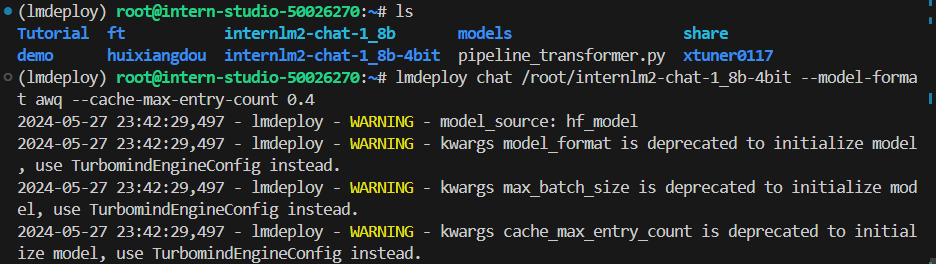 (lmdeploy) root@intern-studio-50026270:~# ls
Tutorial ft internlm2-chat-1_8b models share
demo huixiangdou internlm2-chat-1_8b-4bit pipeline_transformer.py xtuner0117
(lmdeploy) root@intern-studio-50026270:~# lmdeploy chat /root/internlm2-chat-1_8b-4bit --model-forma
t awq --cache-max-entry-count 0.4
2024-05-27 23:42:29,497 - lmdeploy - WARNING - model_source: hf_model
2024-05-27 23:42:29,497 - lmdeploy - WARNING - kwargs model_format is deprecated to initialize model
, use TurbomindEngineConfig instead.
2024-05-27 23:42:29,497 - lmdeploy - WARNING - kwargs max_batch_size is deprecated to initialize mod
el, use TurbomindEngineConfig instead.
2024-05-27 23:42:29,497 - lmdeploy - WARNING - kwargs cache_max_entry_count is deprecated to initial
ize model, use TurbomindEngineConfig instead.